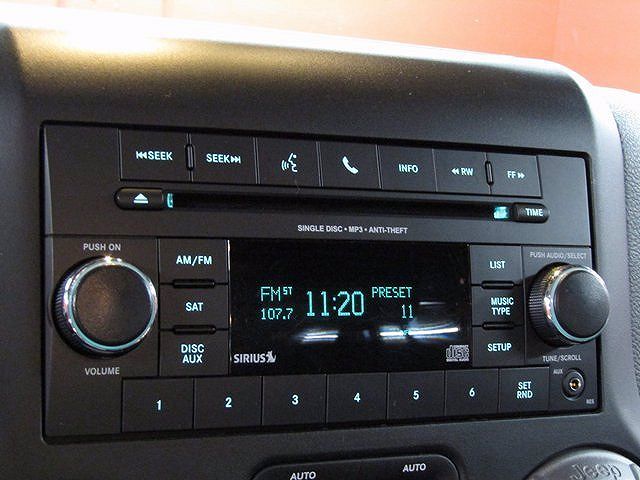 SEEK SEEK INFO RW FF
TIME
SINGLE DISC • MP3 • ANTI-THEFT
PUSH ON
AM/FM
SAT
DISC AUX
VOLUME
FM ST 11:20 PRESET
107.7 11
SIRIUS
LIST
MUSIC TYPE
SETUP
PUSH AUDIO/SELECT
TUNE/SCROLL
AUX
1 2 3 4 5 6 SET RND
AUTO AUTO
Jeep